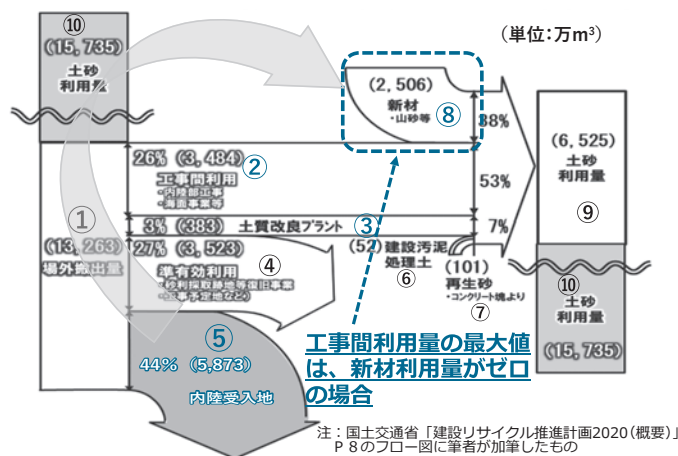 ⑩
(15,735)
土砂
利用量
(単位:万m³)
(2,506)
新材
・山砂等
⑧
38%
26% (3,484)
②
工事間利用
・内陸部工事
・海面事業等
53%
(6,525)
土砂
利用量
⑨
①
(13,263)
場外搬出量
3% (383) 土質改良プラント ③
7%
27% (3,523)
準有効利用
④
・砂利採取跡地等復旧事業
・工事予定地など)
(52) 建設汚泥
処理土
⑥
(101)
再生砂
・コンクリート塊より
⑦
⑩
土砂
利用量
(15,735)
⑤
44% (5,873)
内陸受入地
工事間利用量の最大値
は、新材利用量がゼロ
の場合
注:国土交通省「建設リサイクル推進計画2020(概要)」
P 8のフロー図に筆者が加筆したもの